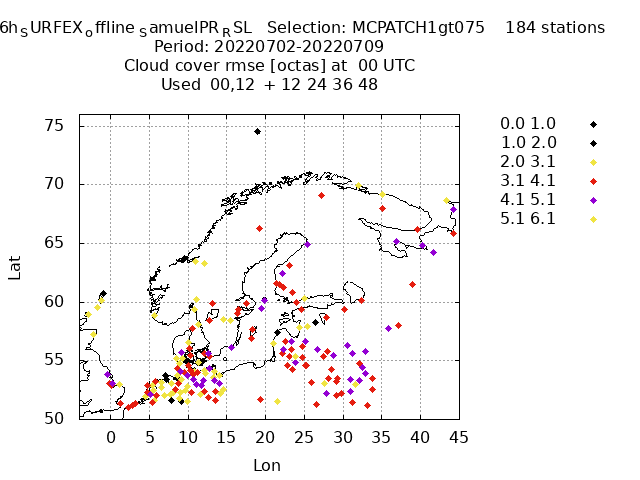 6h_SURFEX_offline_SamuelPR_RSL Selection: MCPATCH1gt075 184 stations
Period: 20220702-20220709
Cloud cover rmse [octas] at 00 UTC
Used 00,12 + 12 24 36 48
75
70
65
60
55
50
Lat
0 5 10 15 20 25 30 35 40 45
Lon
0.0 1.0
1.0 2.0
2.0 3.1
3.1 4.1
4.1 5.1
5.1 6.1